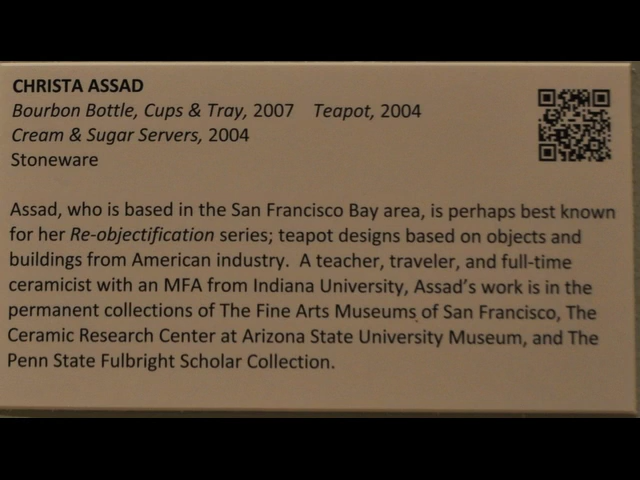 CHRISTA ASSAD
Bourbon Bottle, Cups & Tray, 2007 Teapot, 2004
Cream & Sugar Servers, 2004
Stoneware
Assad, who is based in the San Francisco Bay area, is perhaps best known
for her Re-objectification series; teapot designs based on objects and
buildings from American industry. A teacher, traveler, and full-time
ceramicist with an MFA from Indiana University, Assad's work is in the
permanent collections of The Fine Arts Museums of San Francisco, The
Ceramic Research Center at Arizona State University Museum, and The
Penn State Fulbright Scholar Collection.